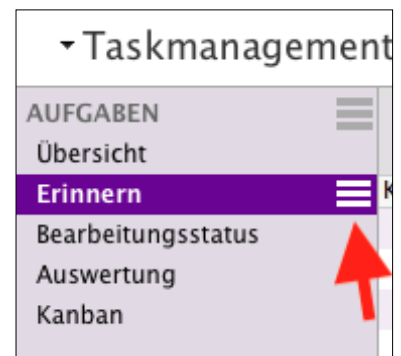 Taskmanagement
AUFGABEN
Übersicht
Erinnern
K
Bearbeitungsstatus
Auswertung
Kanban